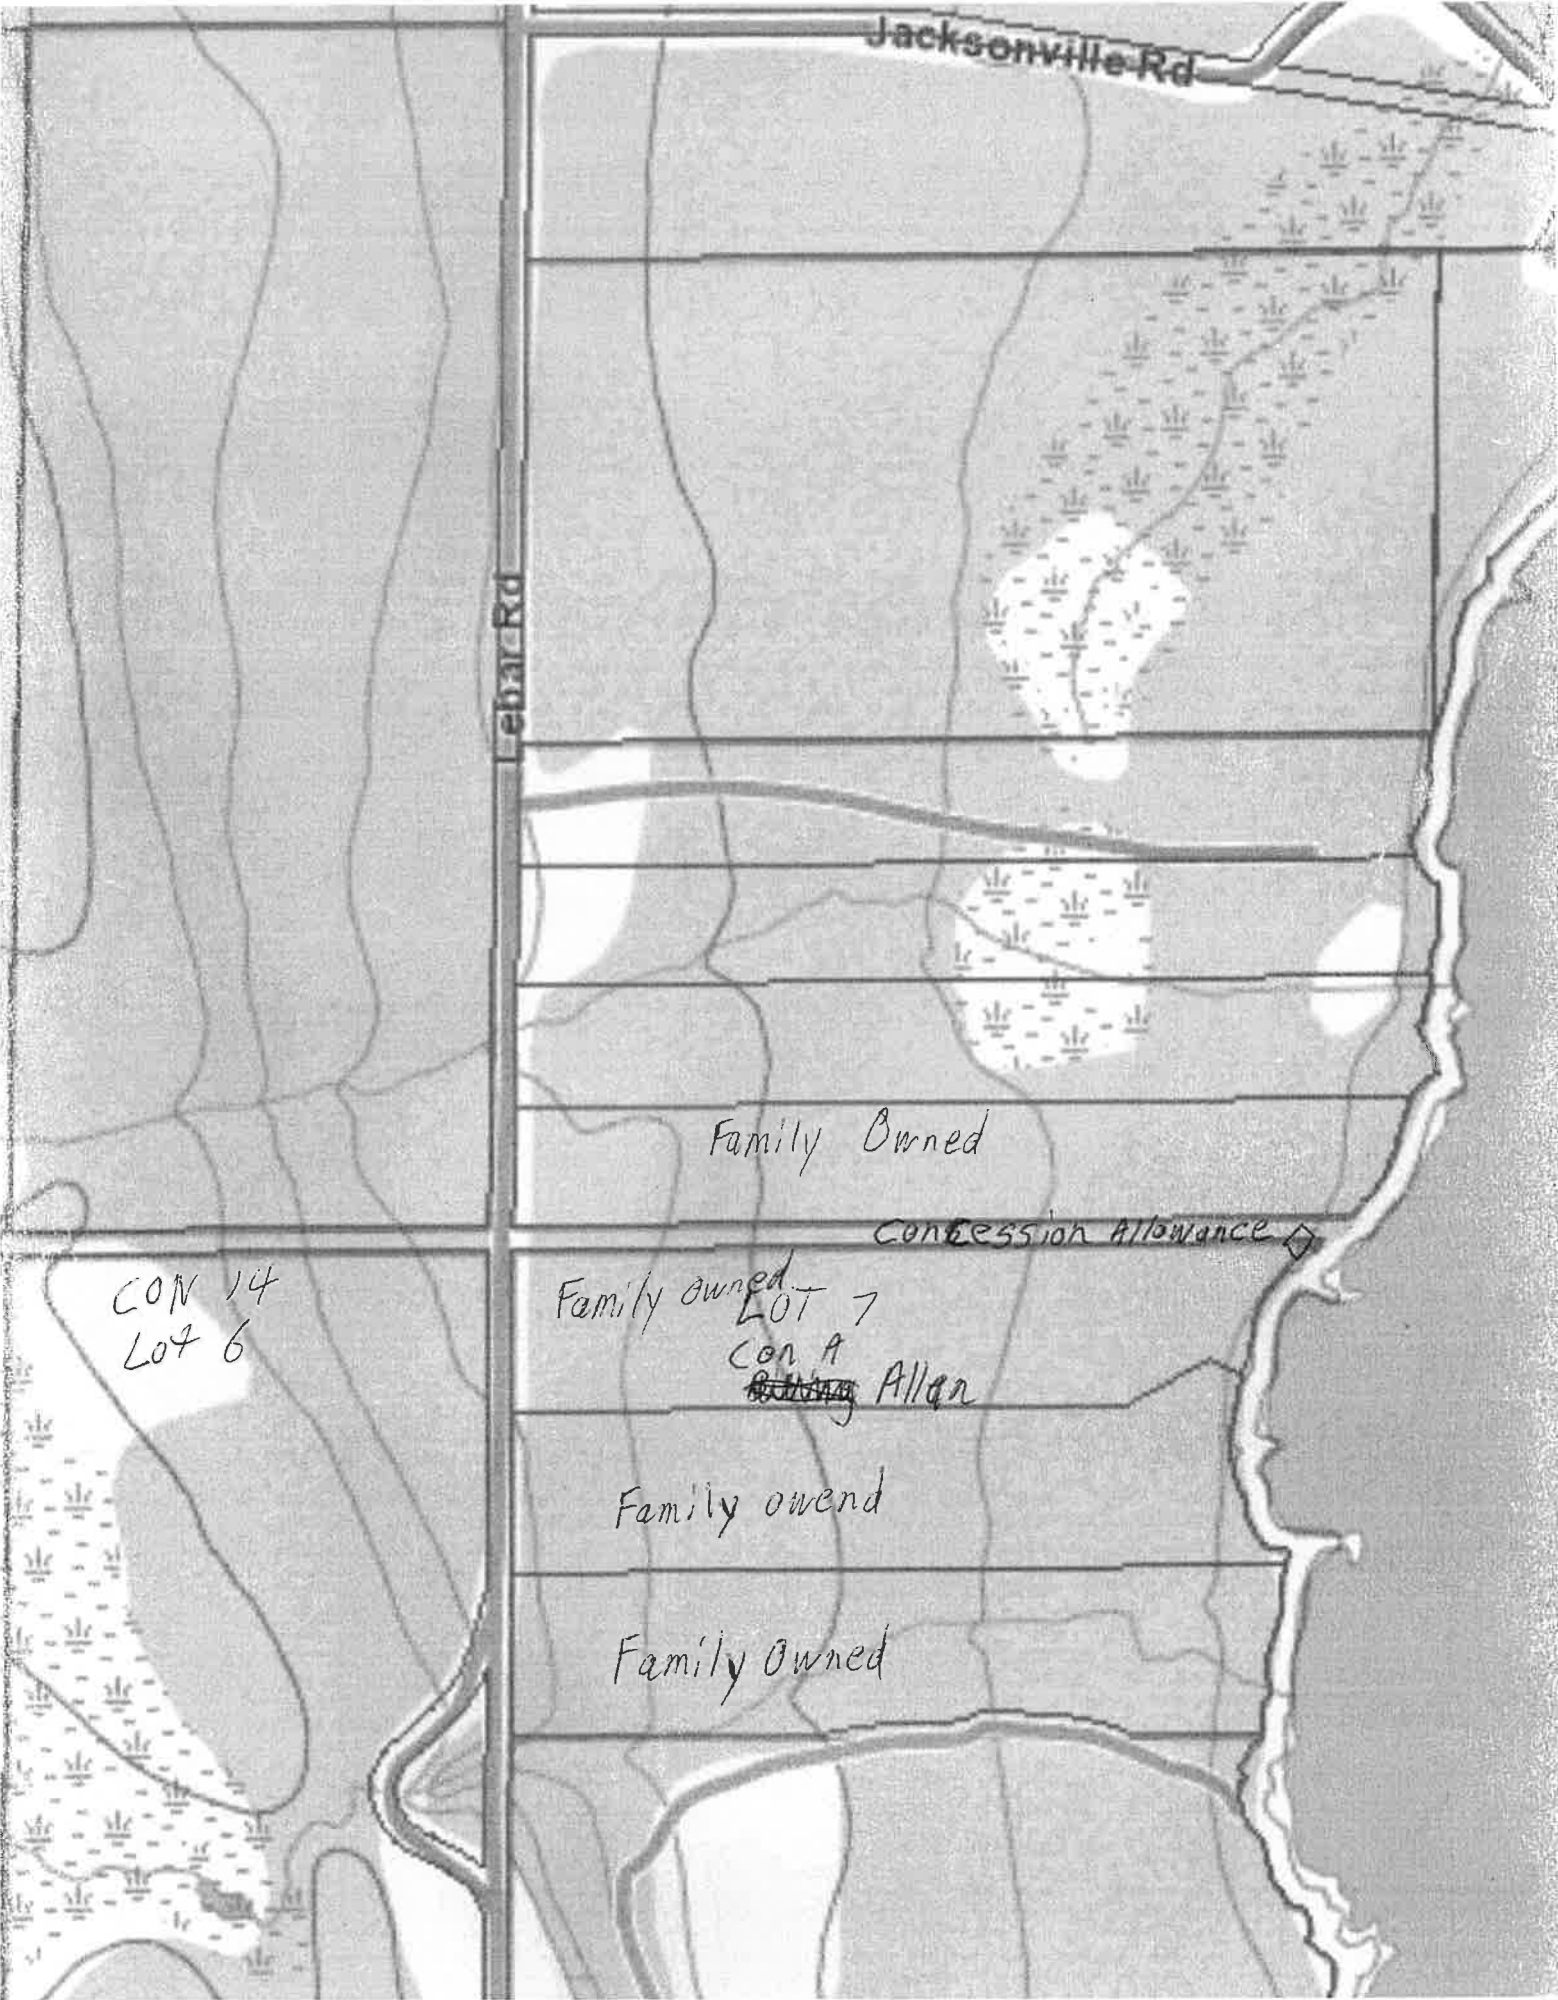 Jacksonville Rd
Lebar Rd
Family Owned
Concession Allowance
CON 14
Lot 6
Family owned
LOT 7
Con A
Allan
Family owend
Family Owned